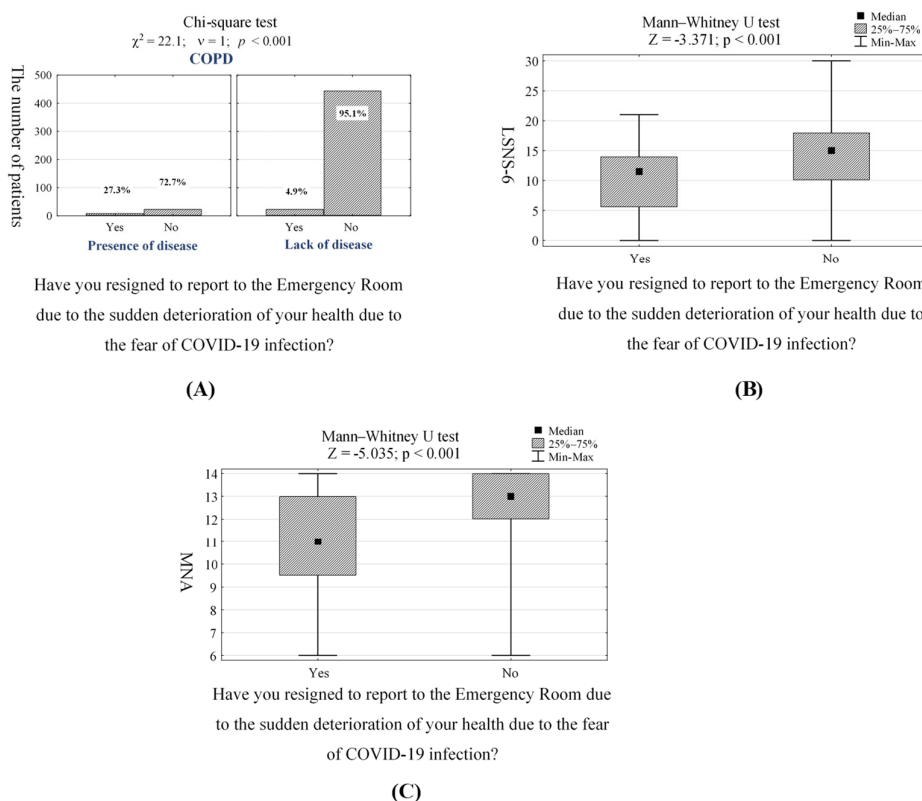 Chi-square test
χ² = 22.1; ν = 1; p < 0.001
COPD
The number of patients
500
400
300
200
100
0
27.3%
72.7%
4.9%
95.1%
Yes
No
Yes
No
Presence of disease
Lack of disease
Have you resigned to report to the Emergency Room
due to the sudden deterioration of your health due to
the fear of COVID-19 infection?
(A)
Mann–Whitney U test
Z = -3.371; p < 0.001
Median
25%–75%
Min-Max
LSNS-6
30
25
20
15
10
5
0
Yes
No
Have you resigned to report to the Emergency Room
due to the sudden deterioration of your health due to
the fear of COVID-19 infection?
(B)
Mann–Whitney U test
Z = -5.035; p < 0.001
Median
25%–75%
Min-Max
MNA
14
13
12
11
10
9
8
7
6
Yes
No
Have you resigned to report to the Emergency Room due
to the sudden deterioration of your health due to the fear
of COVID-19 infection?
(C)